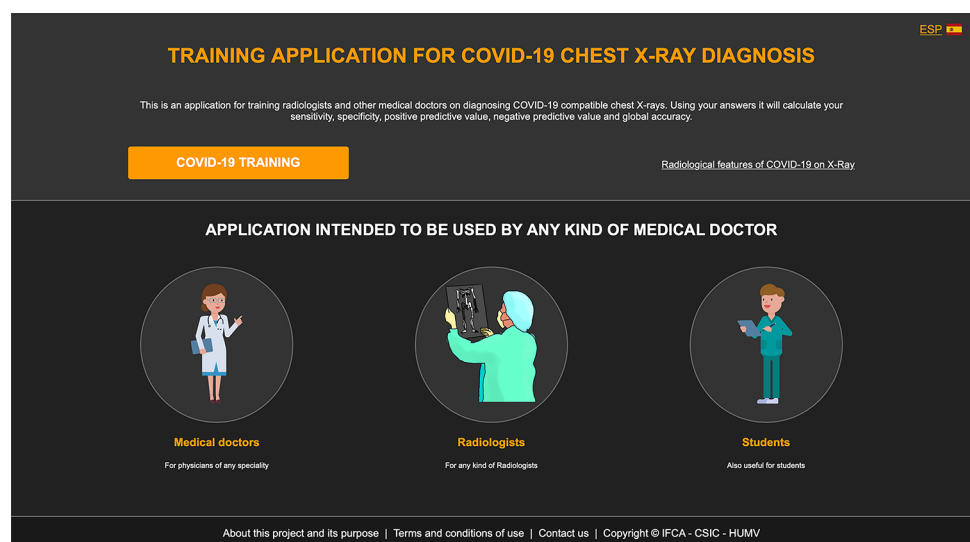 ESP
TRAINING APPLICATION FOR COVID-19 CHEST X-RAY DIAGNOSIS
This is an application for training radiologists and other medical doctors on diagnosing COVID-19 compatible chest X-rays. Using your answers it will calculate your
sensitivity, specificity, positive predictive value, negative predictive value and global accuracy.
COVID-19 TRAINING
Radiological features of COVID-19 on X-Ray
APPLICATION INTENDED TO BE USED BY ANY KIND OF MEDICAL DOCTOR
Medical doctors
For physicians of any speciality
Radiologists
For any kind of Radiologists
Students
Also useful for students
About this project and its purpose | Terms and conditions of use | Contact us | Copyright © IFCA - CSIC - HUMV